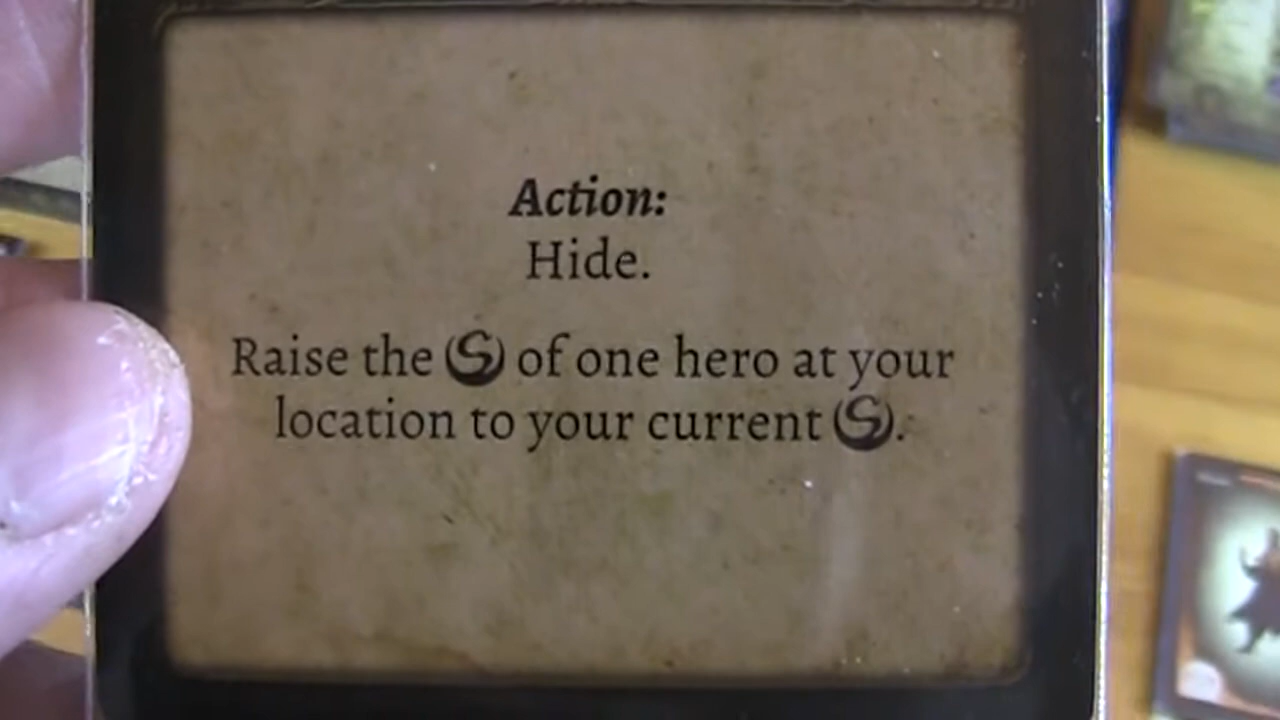 Action:
Hide.
Raise the of one hero at your
location to your current .